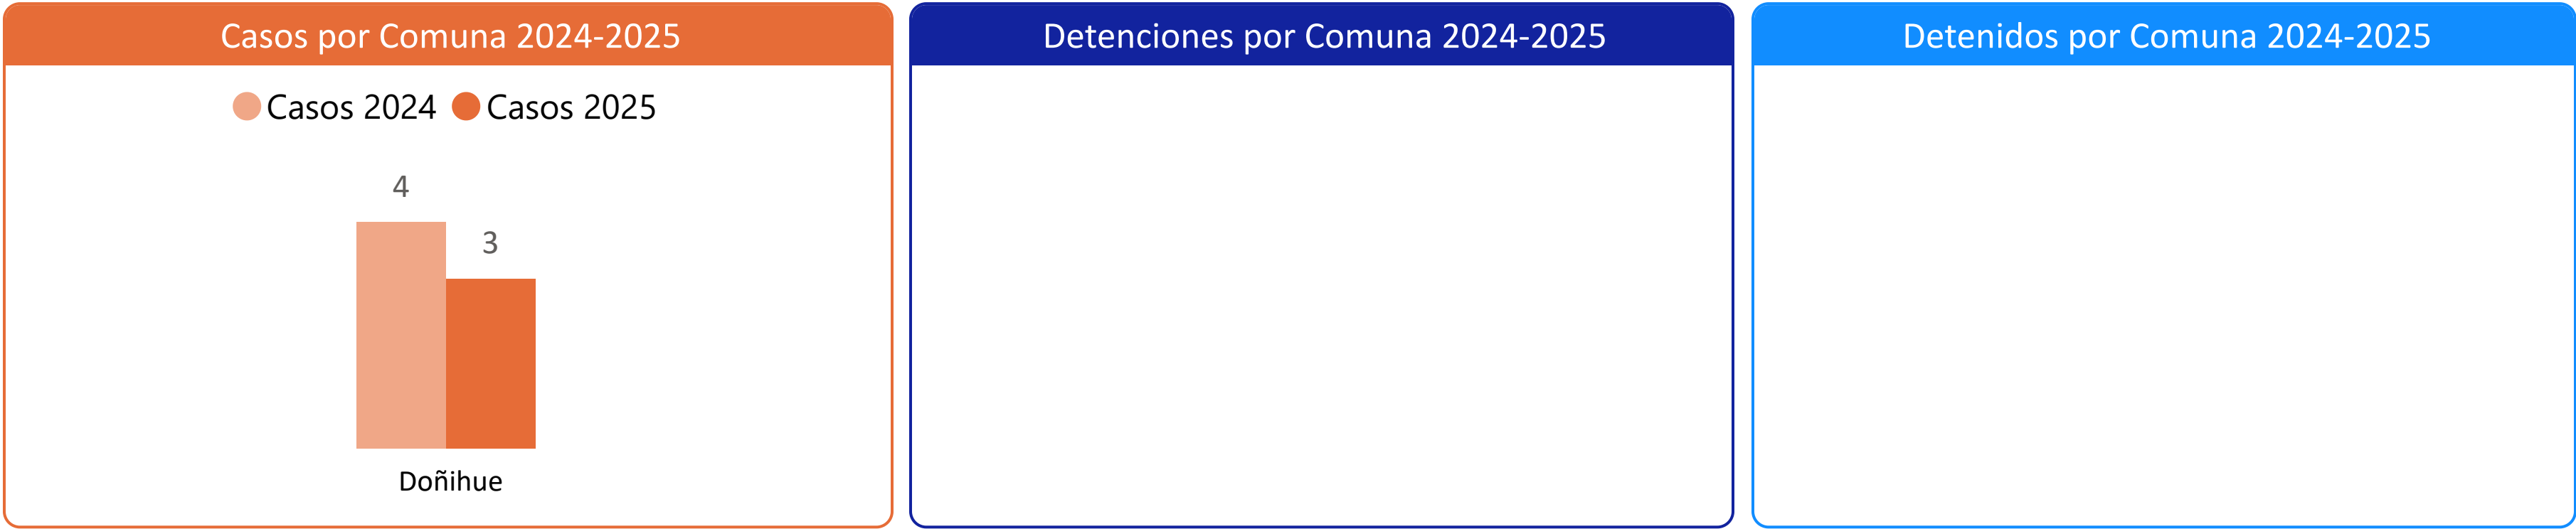 Casos por Comuna 2024-2025
Casos 2024 Casos 2025
4
3
Doñihue
Detenciones por Comuna 2024-2025
Detenidos por Comuna 2024-2025